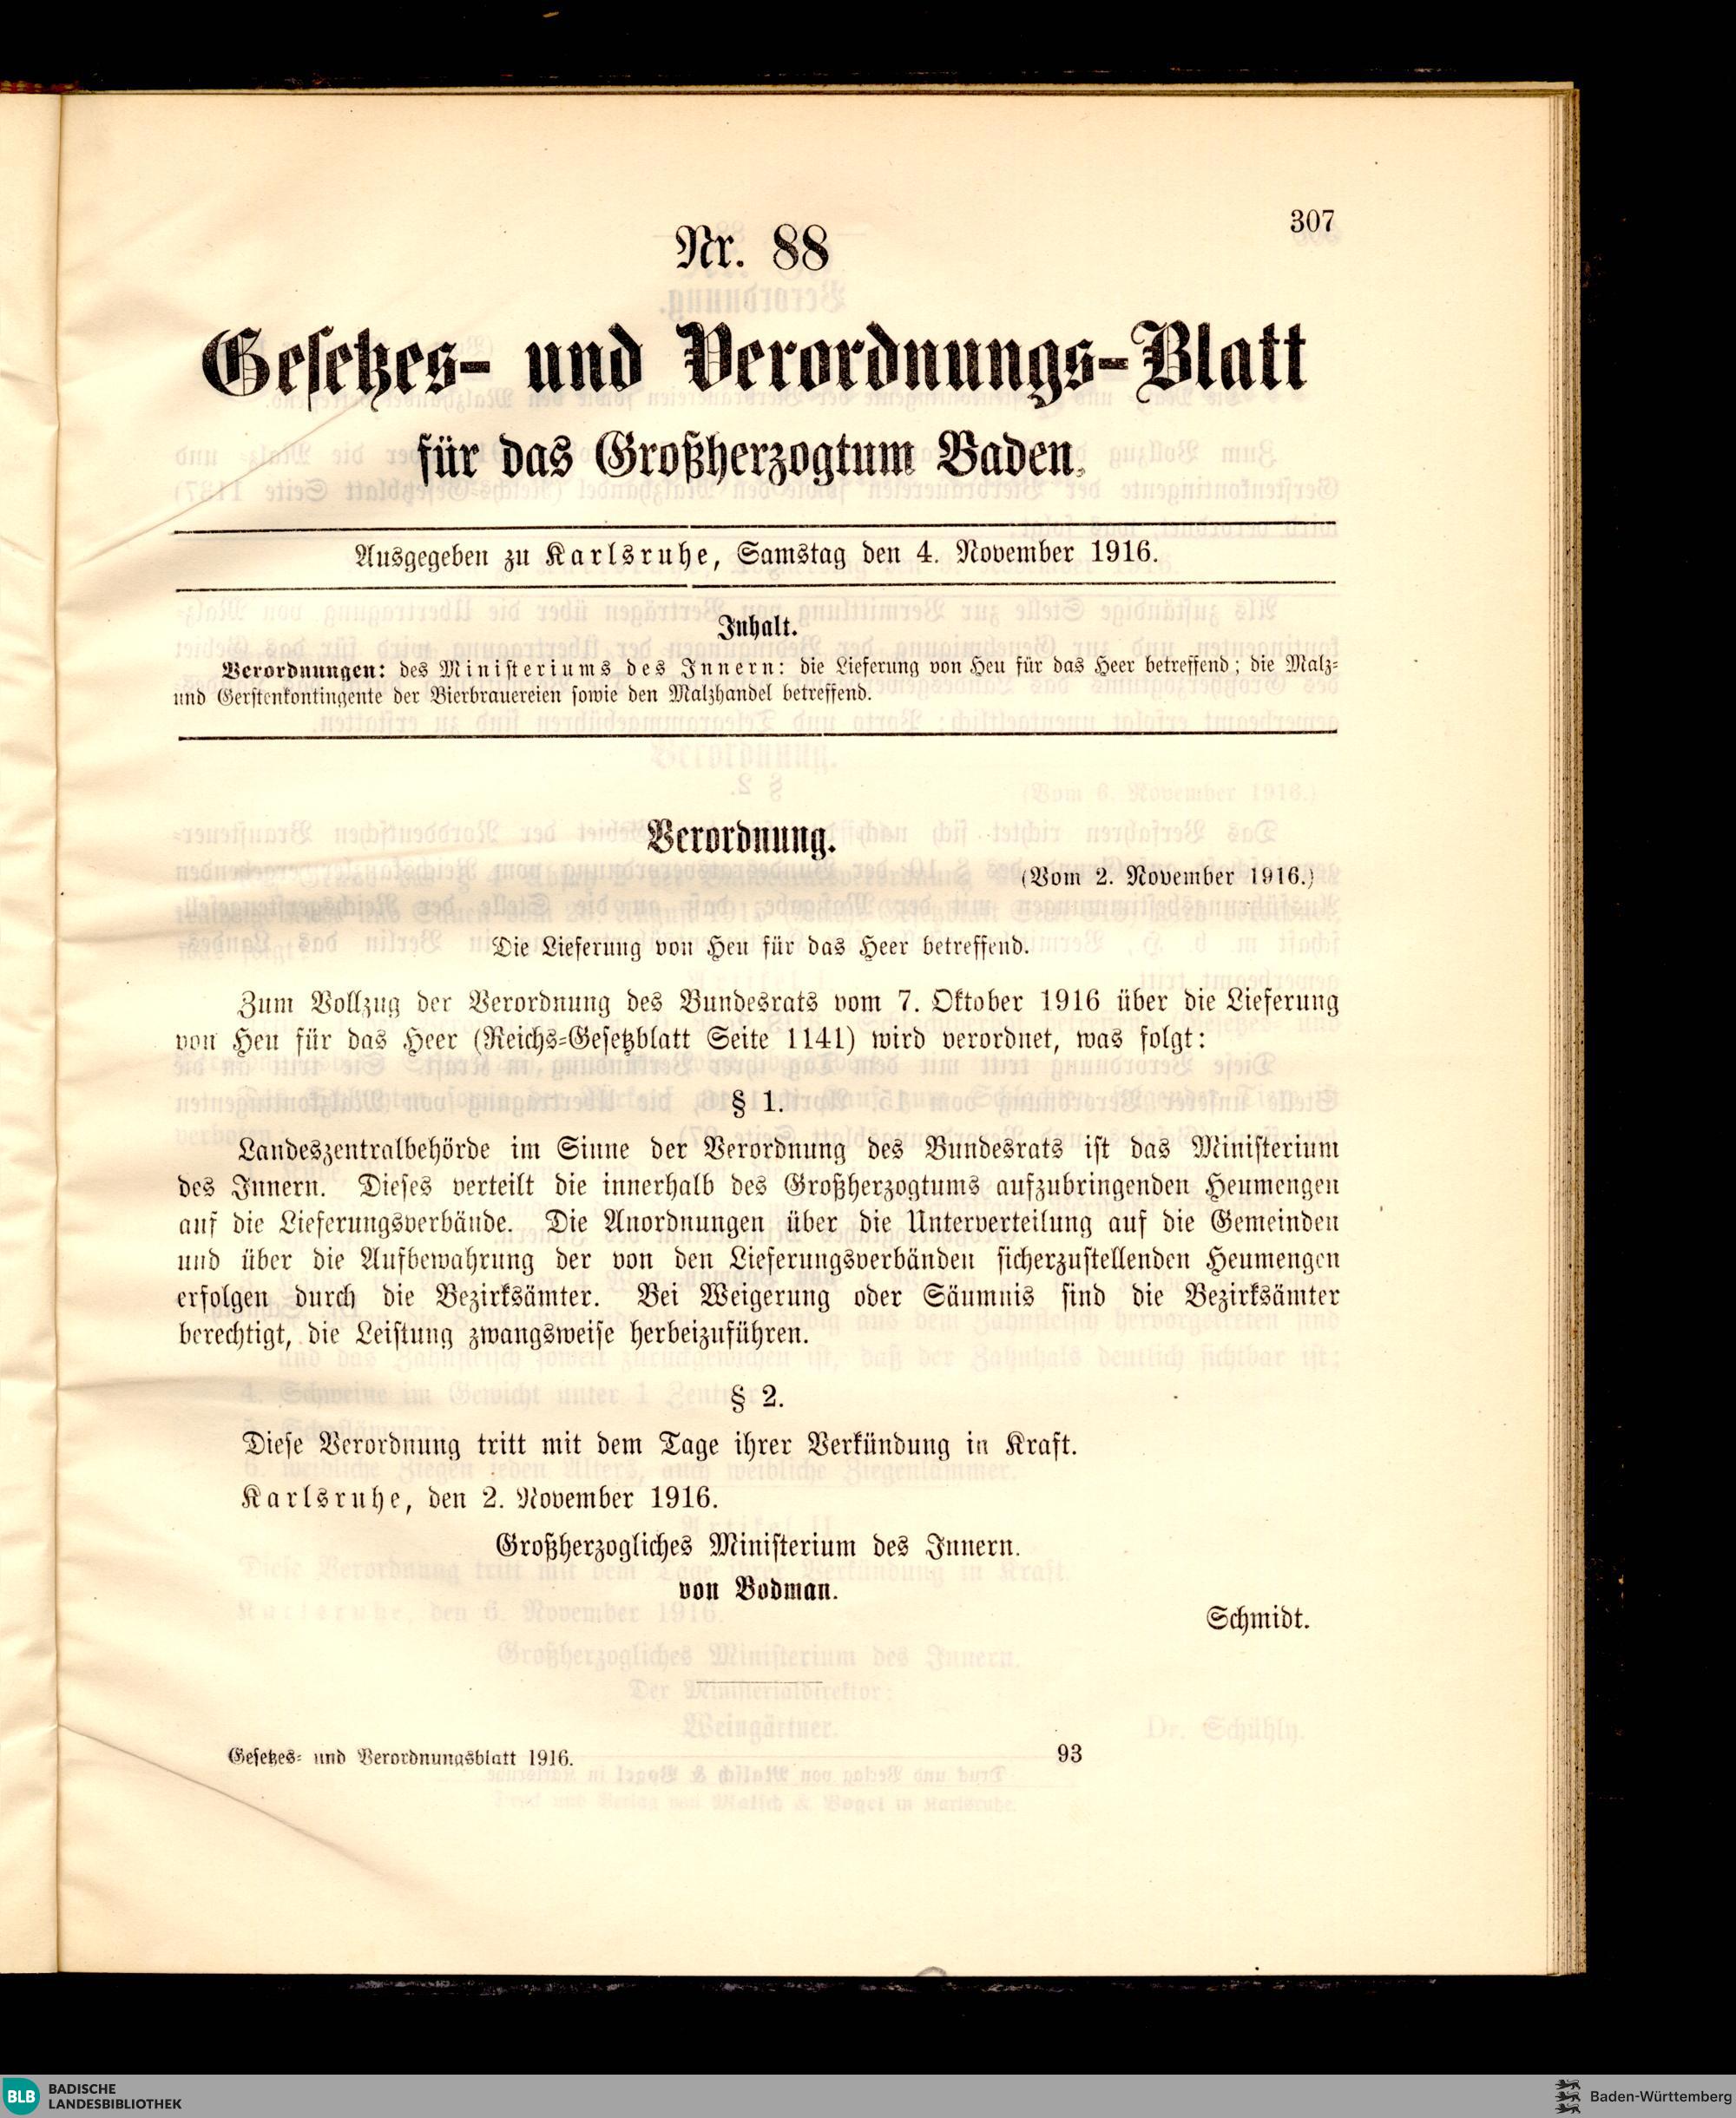 307
Nr. 88
Gesetzes- und Verordnungs-Blatt
für das Großherzogtum Baden.
Ausgegeben zu Karlsruhe, Samstag den 4. November 1916.
Inhalt.
Verordnungen: des Ministeriums des Innern: die Lieferung von Heu für das Heer betreffend; die Malz-
und Gerstenkontingente der Bierbrauereien sowie den Malzhandel betreffend.
Verordnung.
(Vom 2. November 1916.)
Die Lieferung von Heu für das Heer betreffend.
Zum Vollzug der Verordnung des Bundesrats vom 7. Oktober 1916 über die Lieferung
von Heu für das Heer (Reichs-Gesetzblatt Seite 1141) wird verordnet, was folgt:
§ 1.
Landeszentralbehörde im Sinne der Verordnung des Bundesrats ist das Ministerium
des Innern. Dieses verteilt die innerhalb des Großherzogtums aufzubringenden Heumengen
auf die Lieferungsverbände. Die Anordnungen über die Unterverteilung auf die Gemeinden
und über die Aufbewahrung der von den Lieferungsverbänden sicherzustellenden Heumengen
erfolgen durch die Bezirksämter. Bei Weigerung oder Säumnis sind die Bezirksämter
berechtigt, die Leistung zwangsweise herbeizuführen.
§ 2.
Diese Verordnung tritt mit dem Tage ihrer Verkündung in Kraft.
Karlsruhe, den 2. November 1916.
Großherzogliches Ministerium des Innern.
von Bodman.
Schmidt.
Gesetzes- und Verordnungsblatt 1916.
93
BLB BADISCHE
LANDESBIBLIOTHEK
Baden-Württemberg